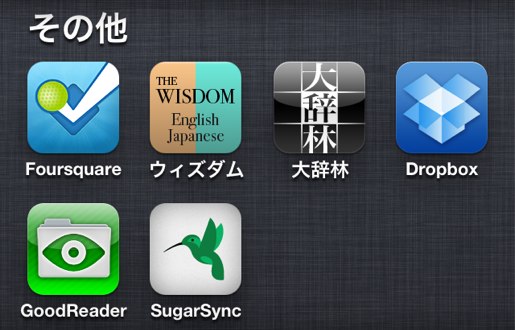 その他
THE
WISDOM
English
Japanese
大辞林
Foursquare
ウィズダム
大辞林
Dropbox
GoodReader
SugarSync